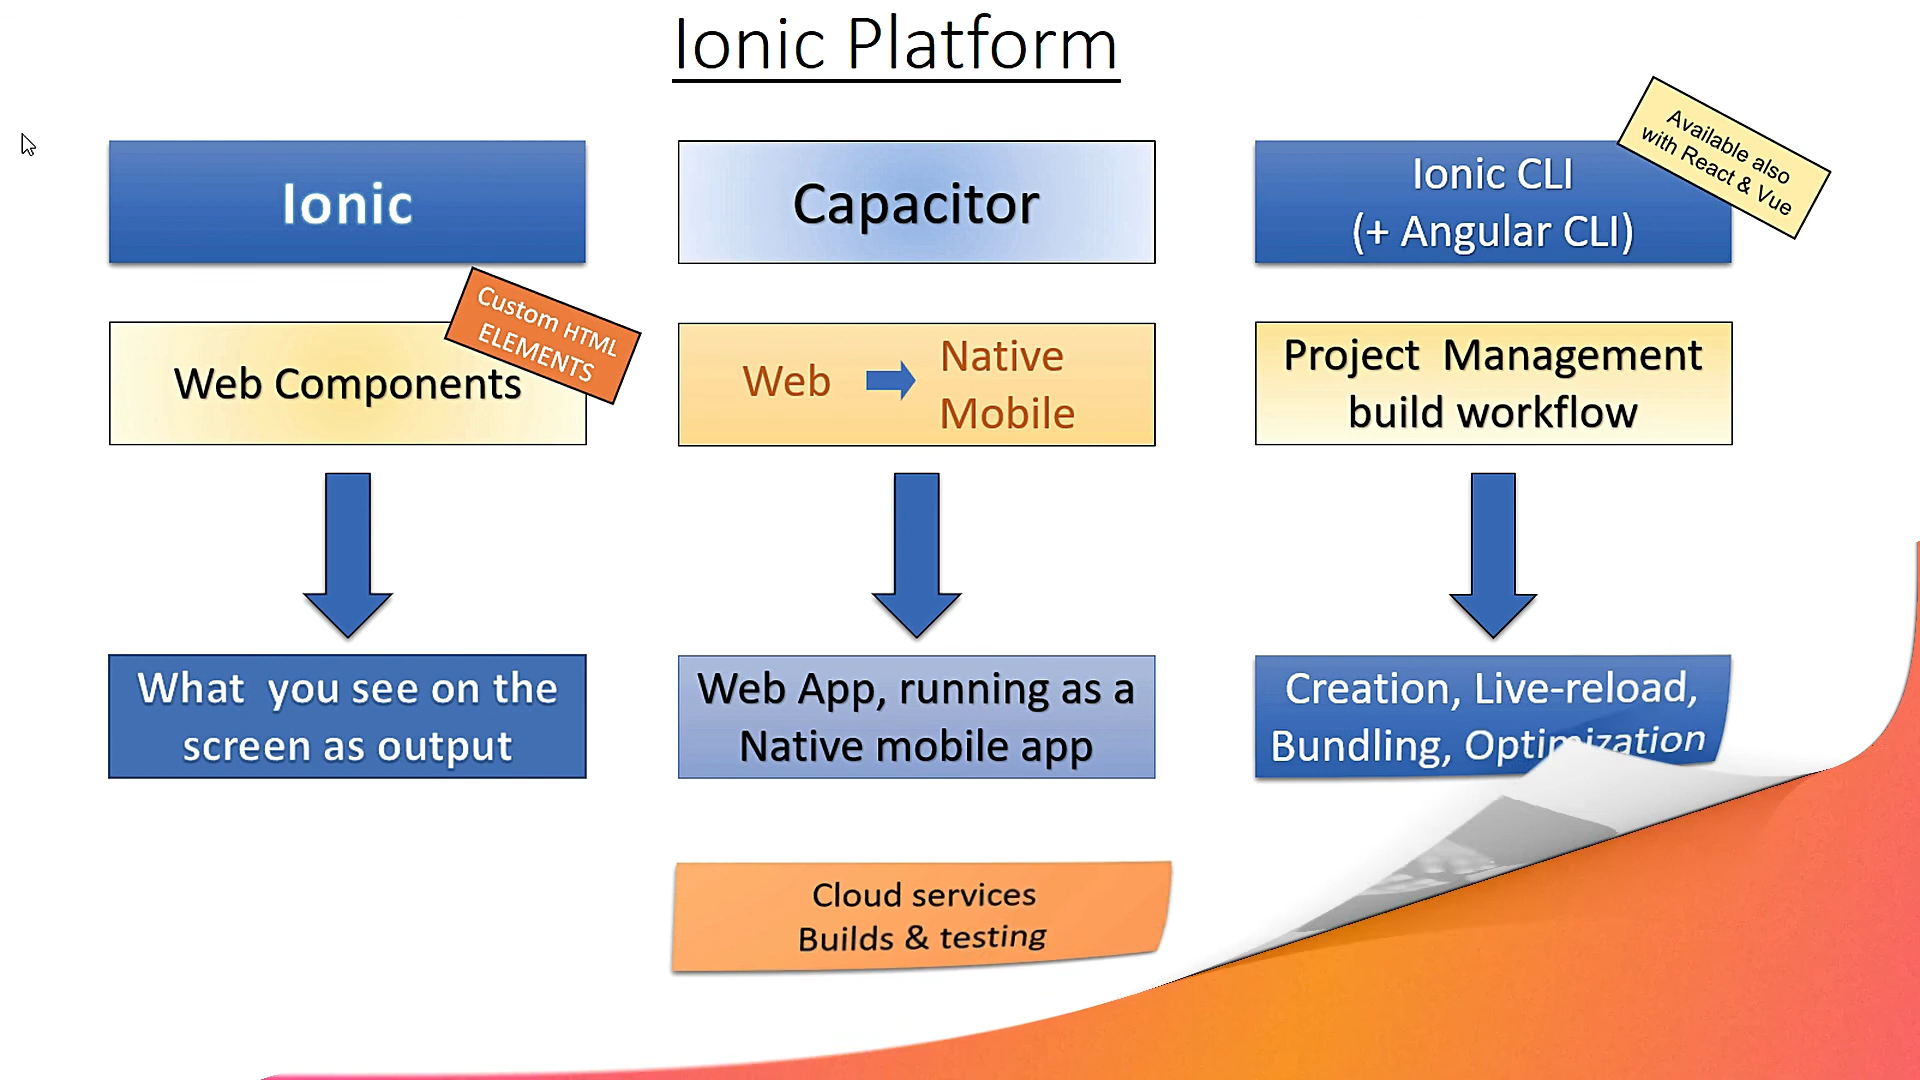 Ionic Platform
Ionic
Custom HTML
ELEMENTS
Web Components
What you see on the
screen as output
Capacitor
Web
Native
Mobile
Web App, running as a
Native mobile app
Cloud services
Builds & testing
Ionic CLI
(+ Angular CLI)
Available also
with React & Vue
Project Management
build workflow
Creation, Live-reload,
Bundling, Optimization